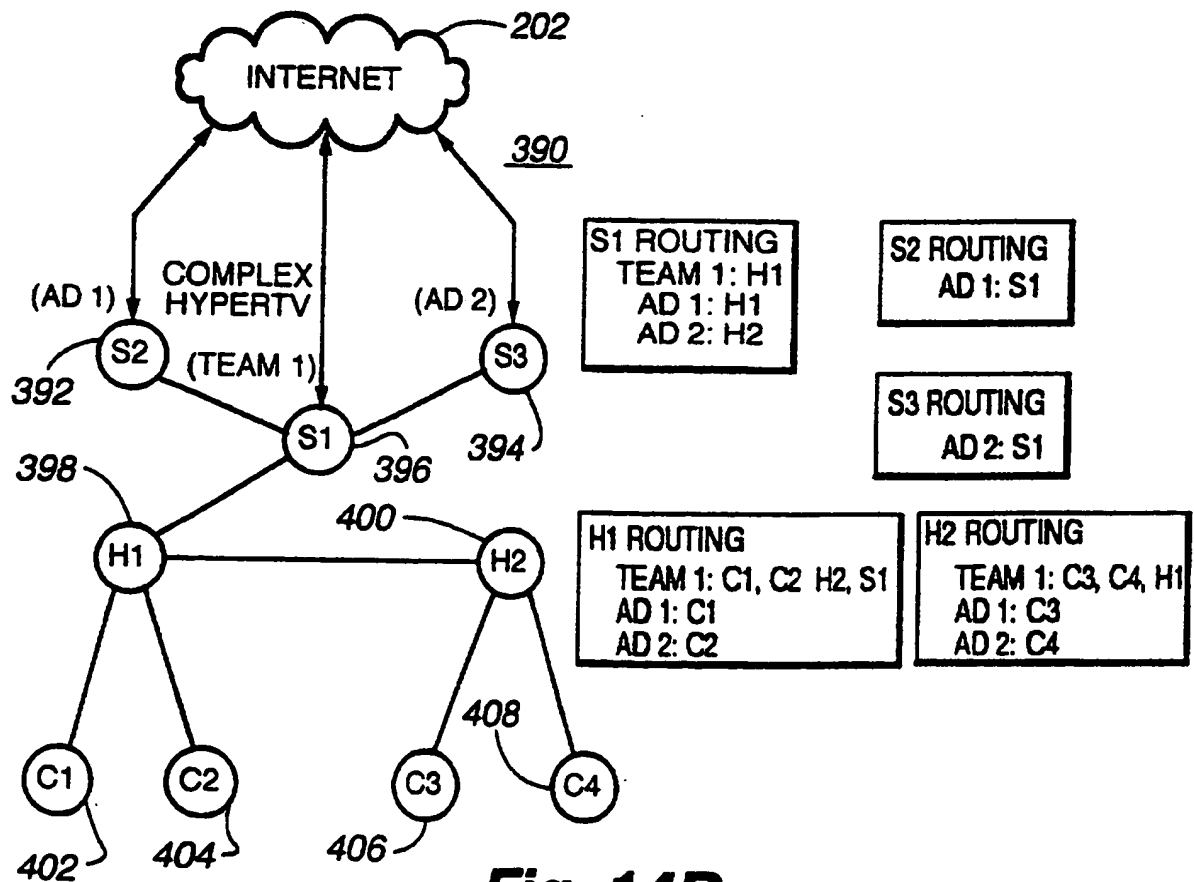 202
INTERNET
390
COMPLEX
HYPERTV
(AD 1)
(AD 2)
(TEAM 1)
S2
S3
S1
392
394
396
398
400
H1
H2
C1
C2
C3
C4
402
404
406
408
S1 ROUTING
TEAM 1: H1
AD 1: H1
AD 2: H2
S2 ROUTING
AD 1: S1
S3 ROUTING
AD 2: S1
H1 ROUTING
TEAM 1: C1, C2 H2, S1
AD 1: C1
AD 2: C2
H2 ROUTING
TEAM 1: C3, C4, H1
AD 1: C3
AD 2: C4